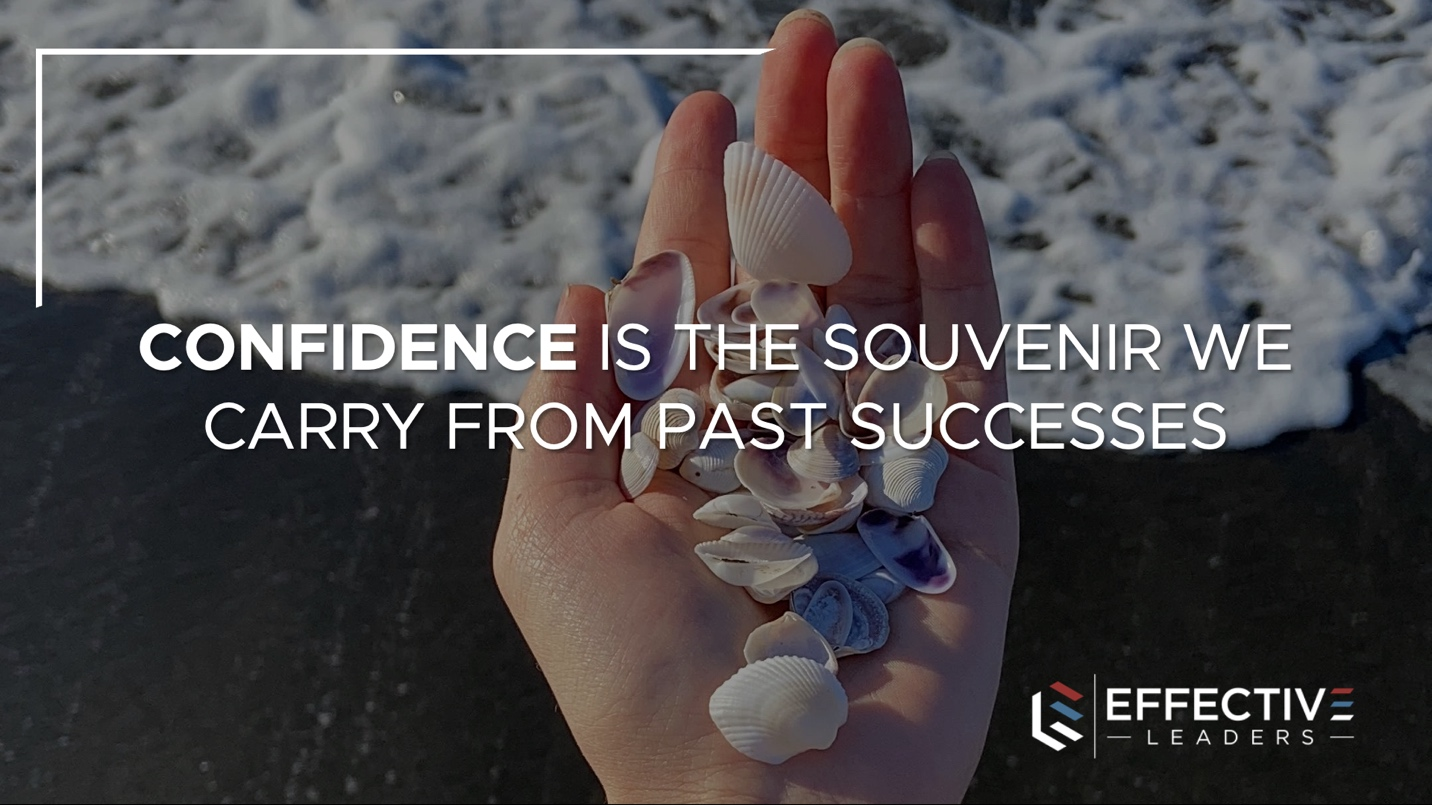 CONFIDENCE IS THE SOUVENIR WE
CARRY FROM PAST SUCCESSES
EFFECTIVE
LEADERS